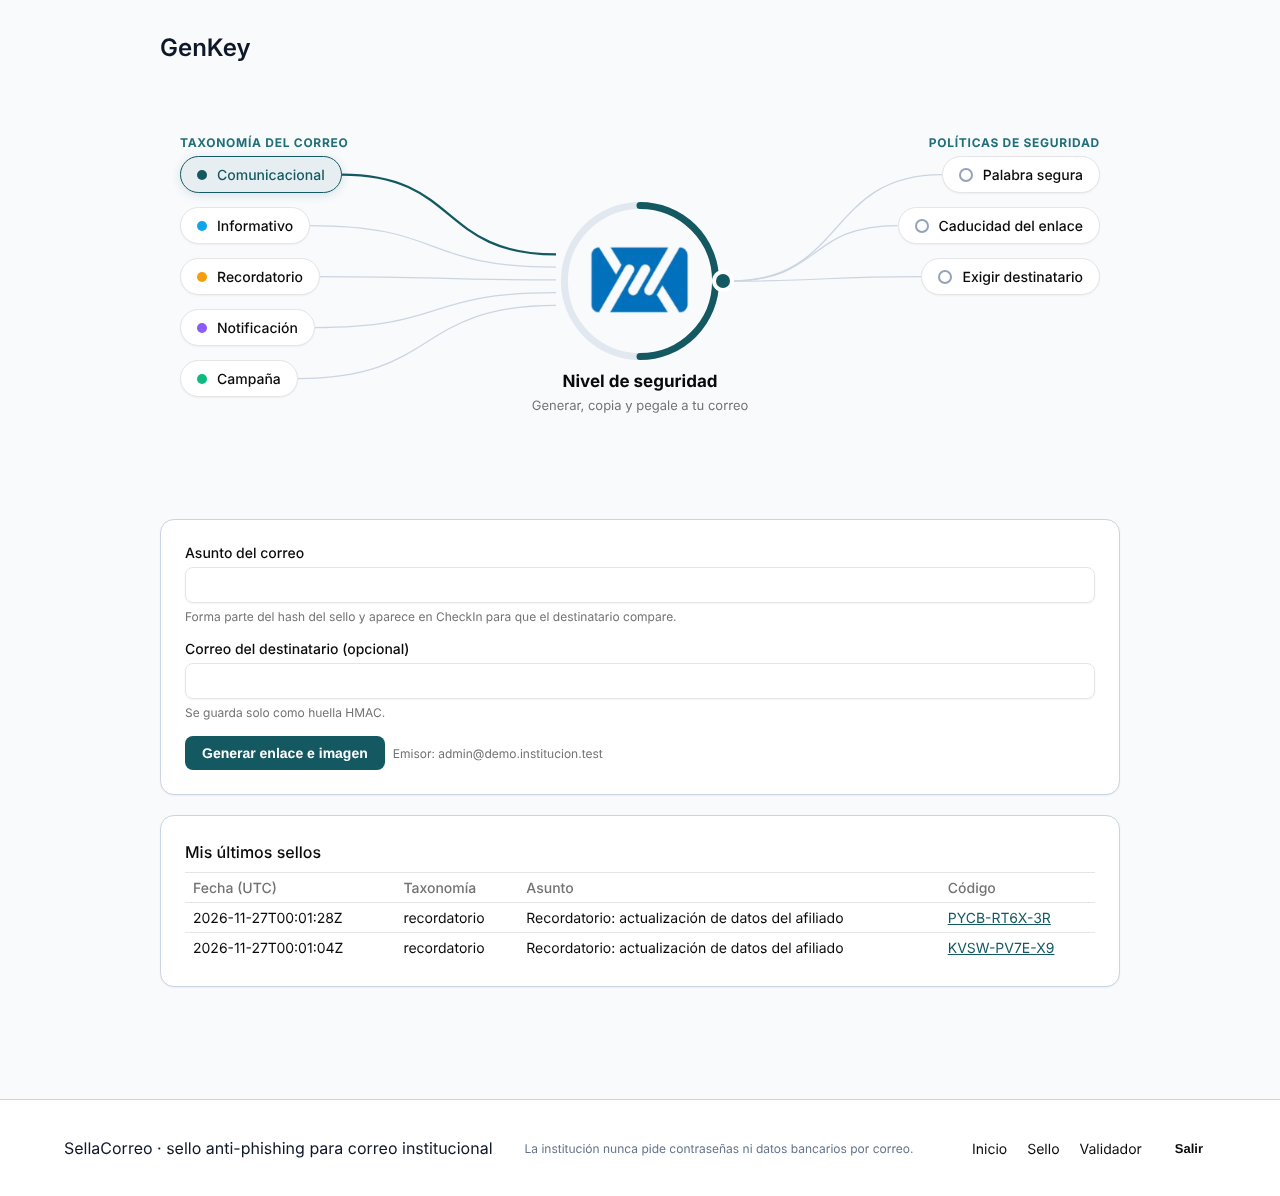 GenKey
TAXONOMÍA DEL CORREO
Comunicacional
Informativo
Recordatorio
Notificación
Campaña
POLÍTICAS DE SEGURIDAD
Palabra segura
Caducidad del enlace
Exigir destinatario
Nivel de seguridad
Generar, copia y pegale a tu correo
Asunto del correo
Forma parte del hash del sello y aparece en CheckIn para que el destinatario compare.
Correo del destinatario (opcional)
Se guarda solo como huella HMAC.
Generar enlace e imagen Emisor: admin@demo.institucion.test
Mis últimos sellos
Fecha (UTC) Taxonomía Asunto Código
2026-11-27T00:01:28Z recordatorio Recordatorio: actualización de datos del afiliado PYCB-RT6X-3R
2026-11-27T00:01:04Z recordatorio Recordatorio: actualización de datos del afiliado KVSW-PV7E-X9
SellaCorreo · sello anti-phishing para correo institucional La institución nunca pide contraseñas ni datos bancarios por correo. Inicio Sello Validador Salir